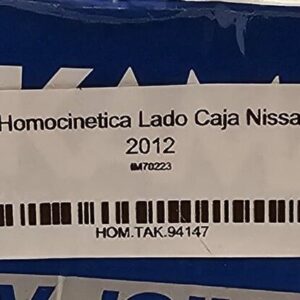 Homocinetica Lado Caja Nissa
2012
IM70223
HOM.TAK.94147